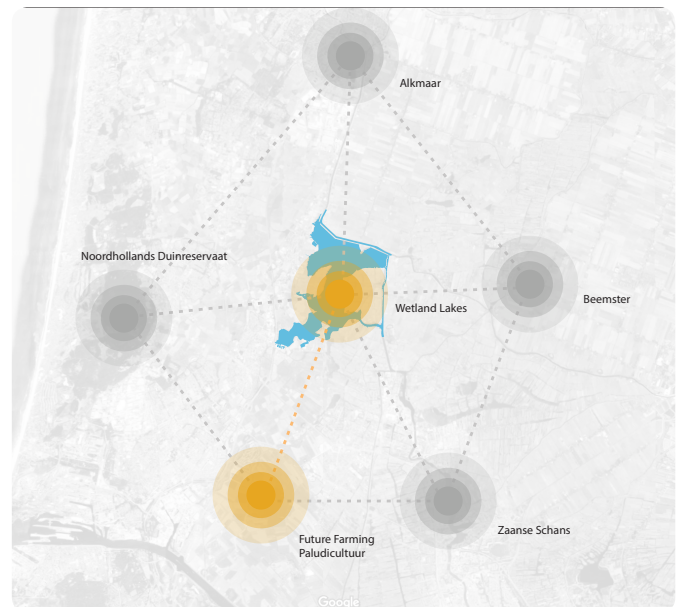 Alkmaar
Noordhollands Duinreservaat
Wetland Lakes
Beemster
Zaanse Schans
Future Farming
Paludicultuur
Google